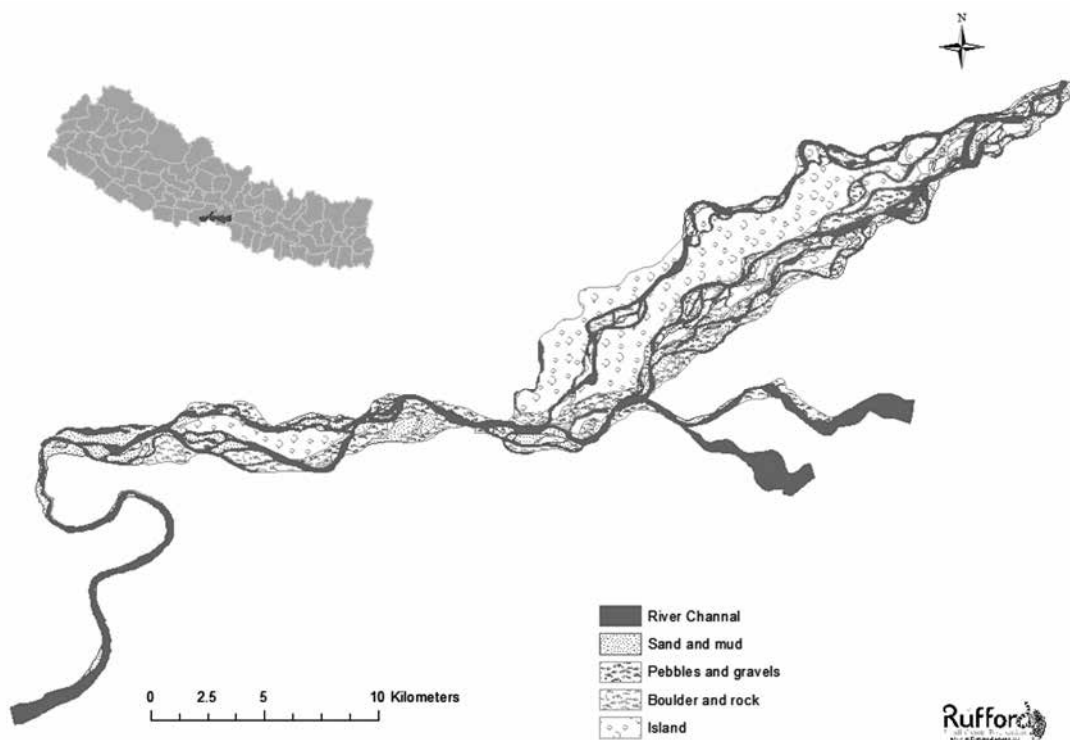 N
River Channal
Sand and mud
Pebbles and gravels
Boulder and rock
Island
0 2.5 5 10 Kilometers
Rufford